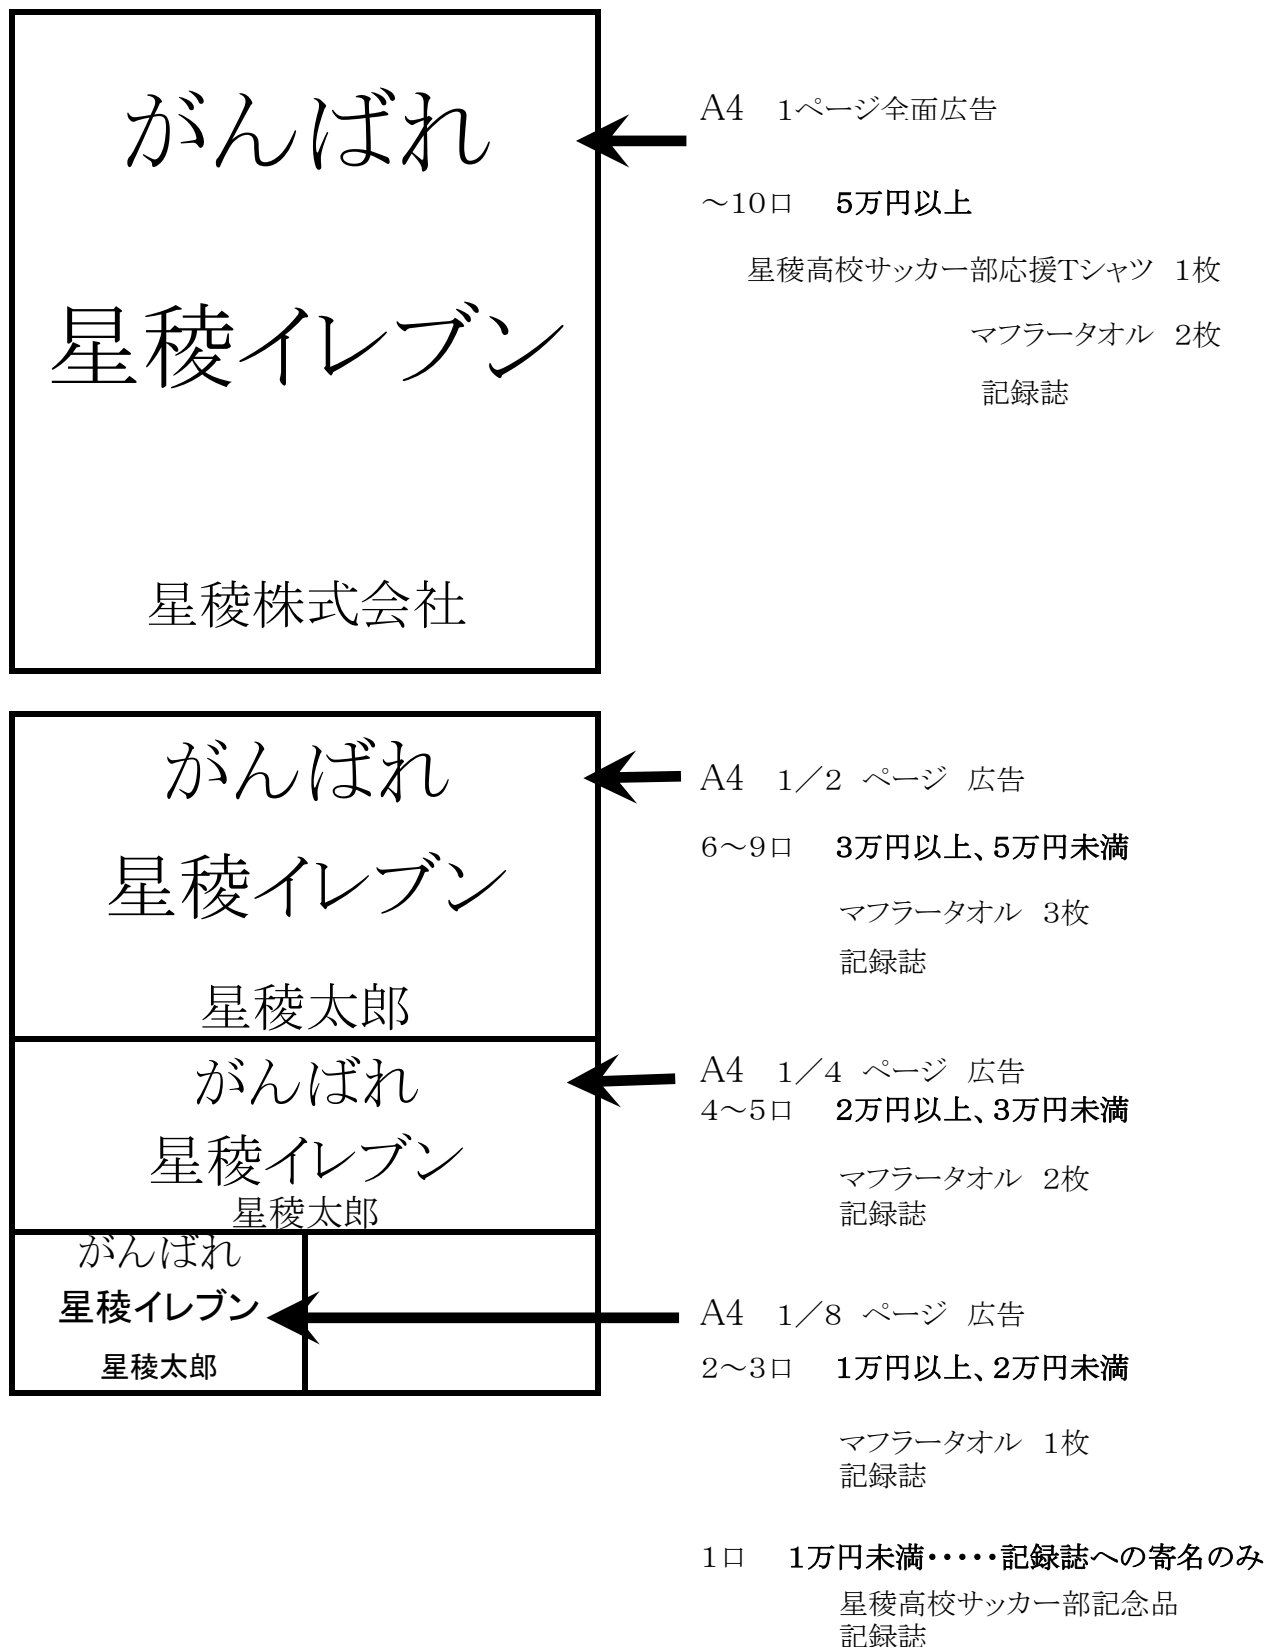 がんばれ
星稜イレブン
星稜株式会社
A4　1ページ全面広告
～10口　5万円以上
星稜高校サッカー部応援Tシャツ　1枚
マフラータオル　2枚
記録誌
がんばれ
星稜イレブン
星稜太郎
A4　1／2　ページ　広告
6～9口　3万円以上、5万円未満
マフラータオル　3枚
記録誌
がんばれ
星稜イレブン
星稜太郎
A4　1／4　ページ　広告
4～5口　2万円以上、3万円未満
マフラータオル　2枚
記録誌
がんばれ
星稜イレブン
星稜太郎
A4　1／8　ページ　広告
2～3口　1万円以上、2万円未満
マフラータオル　1枚
記録誌
1口　1万円未満・・・・・記録誌への寄名のみ
星稜高校サッカー部記念品
記録誌